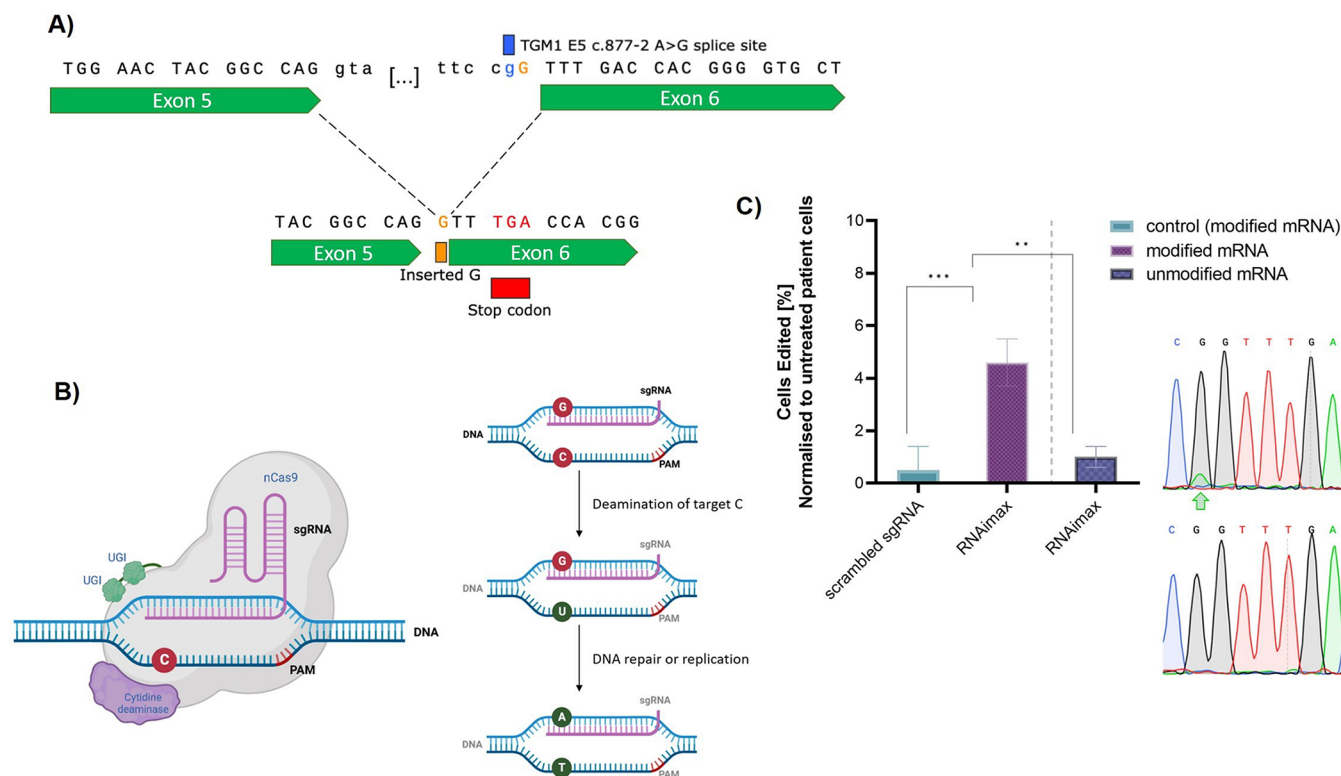 A)
TGM1 E5 c.877-2 A>G splice site
TGG AAC TAC GGC CAG gta [...] ttc cgG TTT GAC CAC GGG GTG CT
Exon 5
Exon 6
TAC GGC CAG GTT TGA CCA CGG
Exon 5
Exon 6
Inserted G
Stop codon
B)
nCas9
sgRNA
UGI
UGI
DNA
C
PAM
Cytidine
deaminase
sgRNA
G
DNA
C
PAM
Deamination of target C
sgRNA
G
DNA
U
PAM
DNA repair or replication
sgRNA
A
DNA
T
PAM
C)
Cells Edited [%]
Normalised to untreated patient cells
10
8
6
4
2
0
***
**
scrambled sgRNA
RNAimax
RNAimax
control (modified mRNA)
modified mRNA
unmodified mRNA
C G G T T T G A
C G G T T T G A